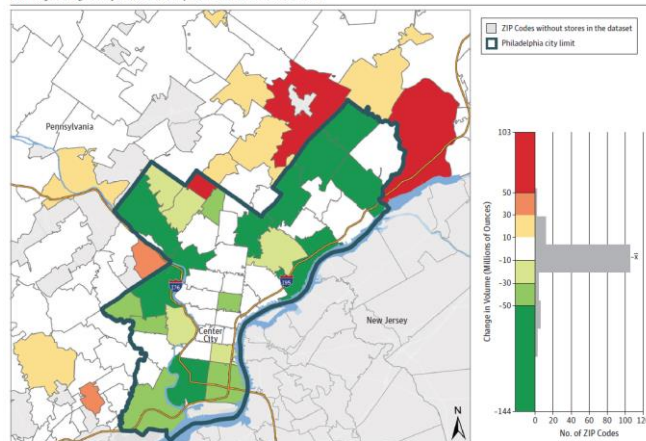 ZIP Codes without stores in the dataset
Philadelphia city limit
Pennsylvania
276
195
Center
City
New Jersey
N
Change in Volume (Millions of Ounces)
103
50
30
10
-10
-30
-50
-144
0
20
40
60
80
100
120
No. of ZIP Codes